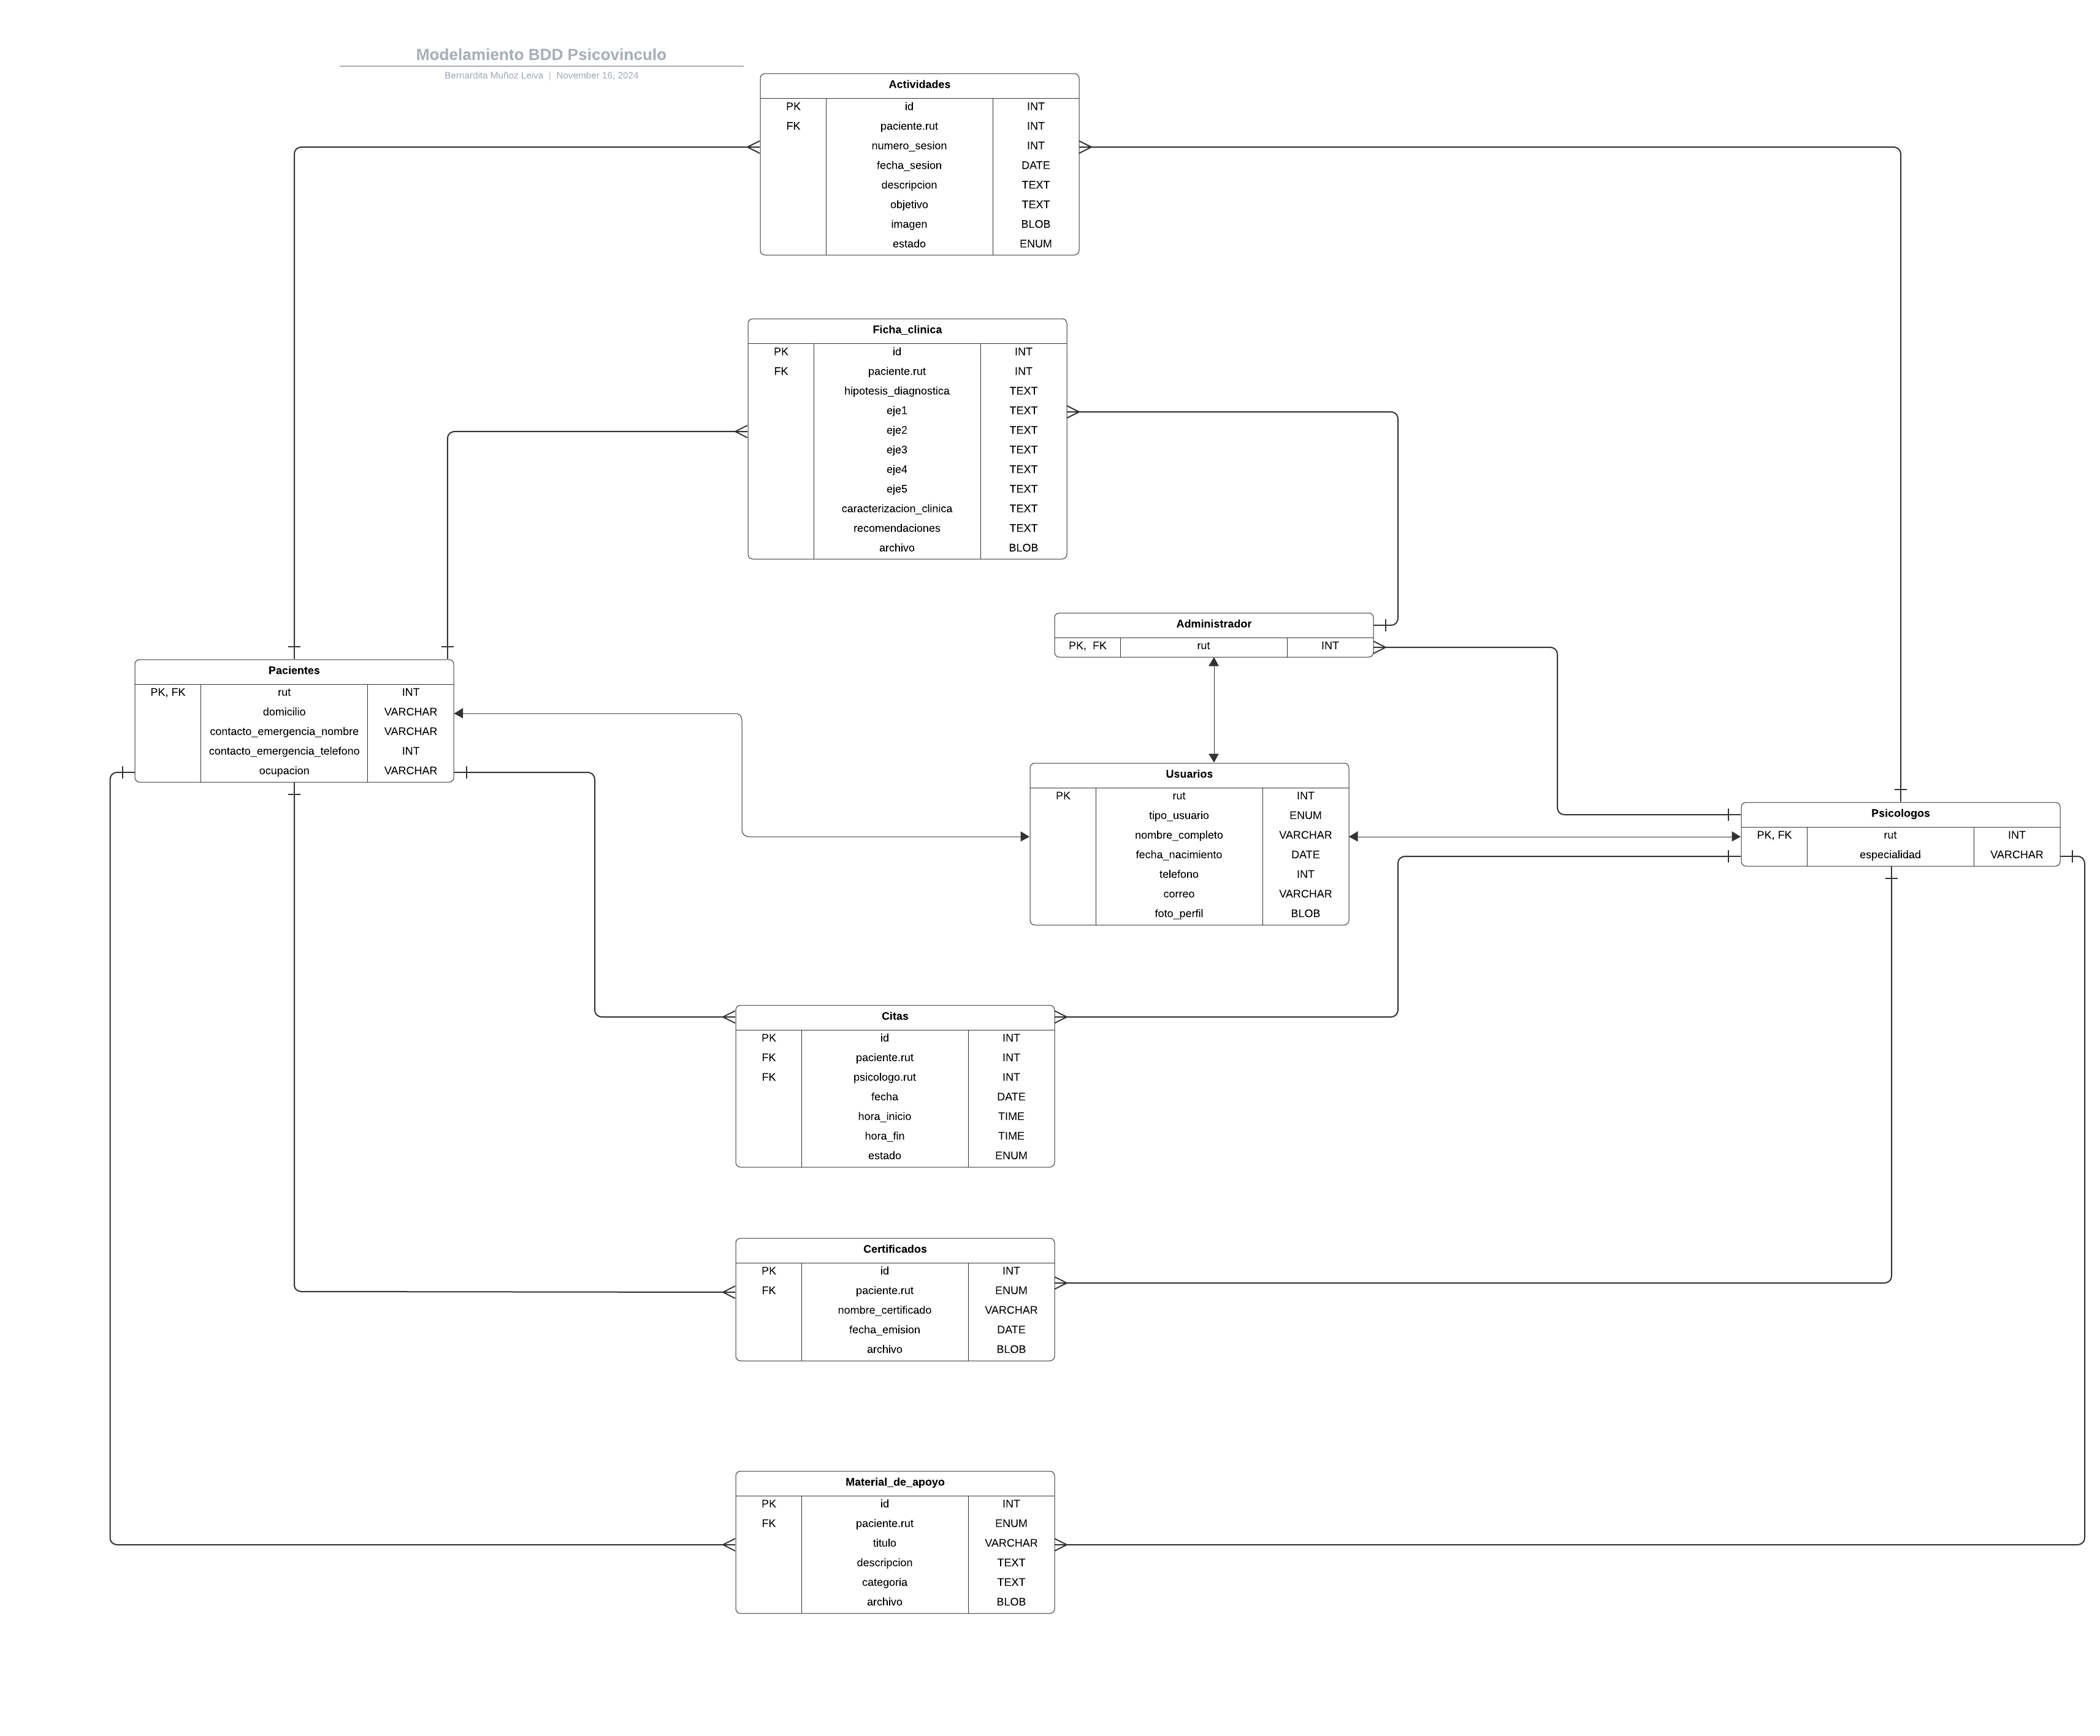 Modelamiento BDD Psicovinculo
Bernardita Muñoz Leiva | November 16, 2024
Actividades
PK id INT
FK paciente.rut INT
numero_sesion INT
fecha_sesion DATE
descripcion TEXT
objetivo TEXT
imagen BLOB
estado ENUM
Ficha_clinica
PK id INT
FK paciente.rut INT
hipotesis_diagnostica TEXT
eje1 TEXT
eje2 TEXT
eje3 TEXT
eje4 TEXT
eje5 TEXT
caracterizacion_clinica TEXT
recomendaciones TEXT
archivo BLOB
Administrador
PK, FK rut INT
Pacientes
PK, FK rut INT
domicilio VARCHAR
contacto_emergencia_nombre VARCHAR
contacto_emergencia_telefono INT
ocupacion VARCHAR
Usuarios
PK rut INT
tipo_usuario ENUM
nombre_completo VARCHAR
fecha_nacimiento DATE
telefono INT
correo VARCHAR
foto_perfil BLOB
Psicologos
PK, FK rut INT
especialidad VARCHAR
Citas
PK id INT
FK paciente.rut INT
FK psicologo.rut INT
fecha DATE
hora_inicio TIME
hora_fin TIME
estado ENUM
Certificados
PK id INT
FK paciente.rut ENUM
nombre_certificado VARCHAR
fecha_emision DATE
archivo BLOB
Material_de_apoyo
PK id INT
FK paciente.rut ENUM
titulo VARCHAR
descripcion TEXT
categoria TEXT
archivo BLOB